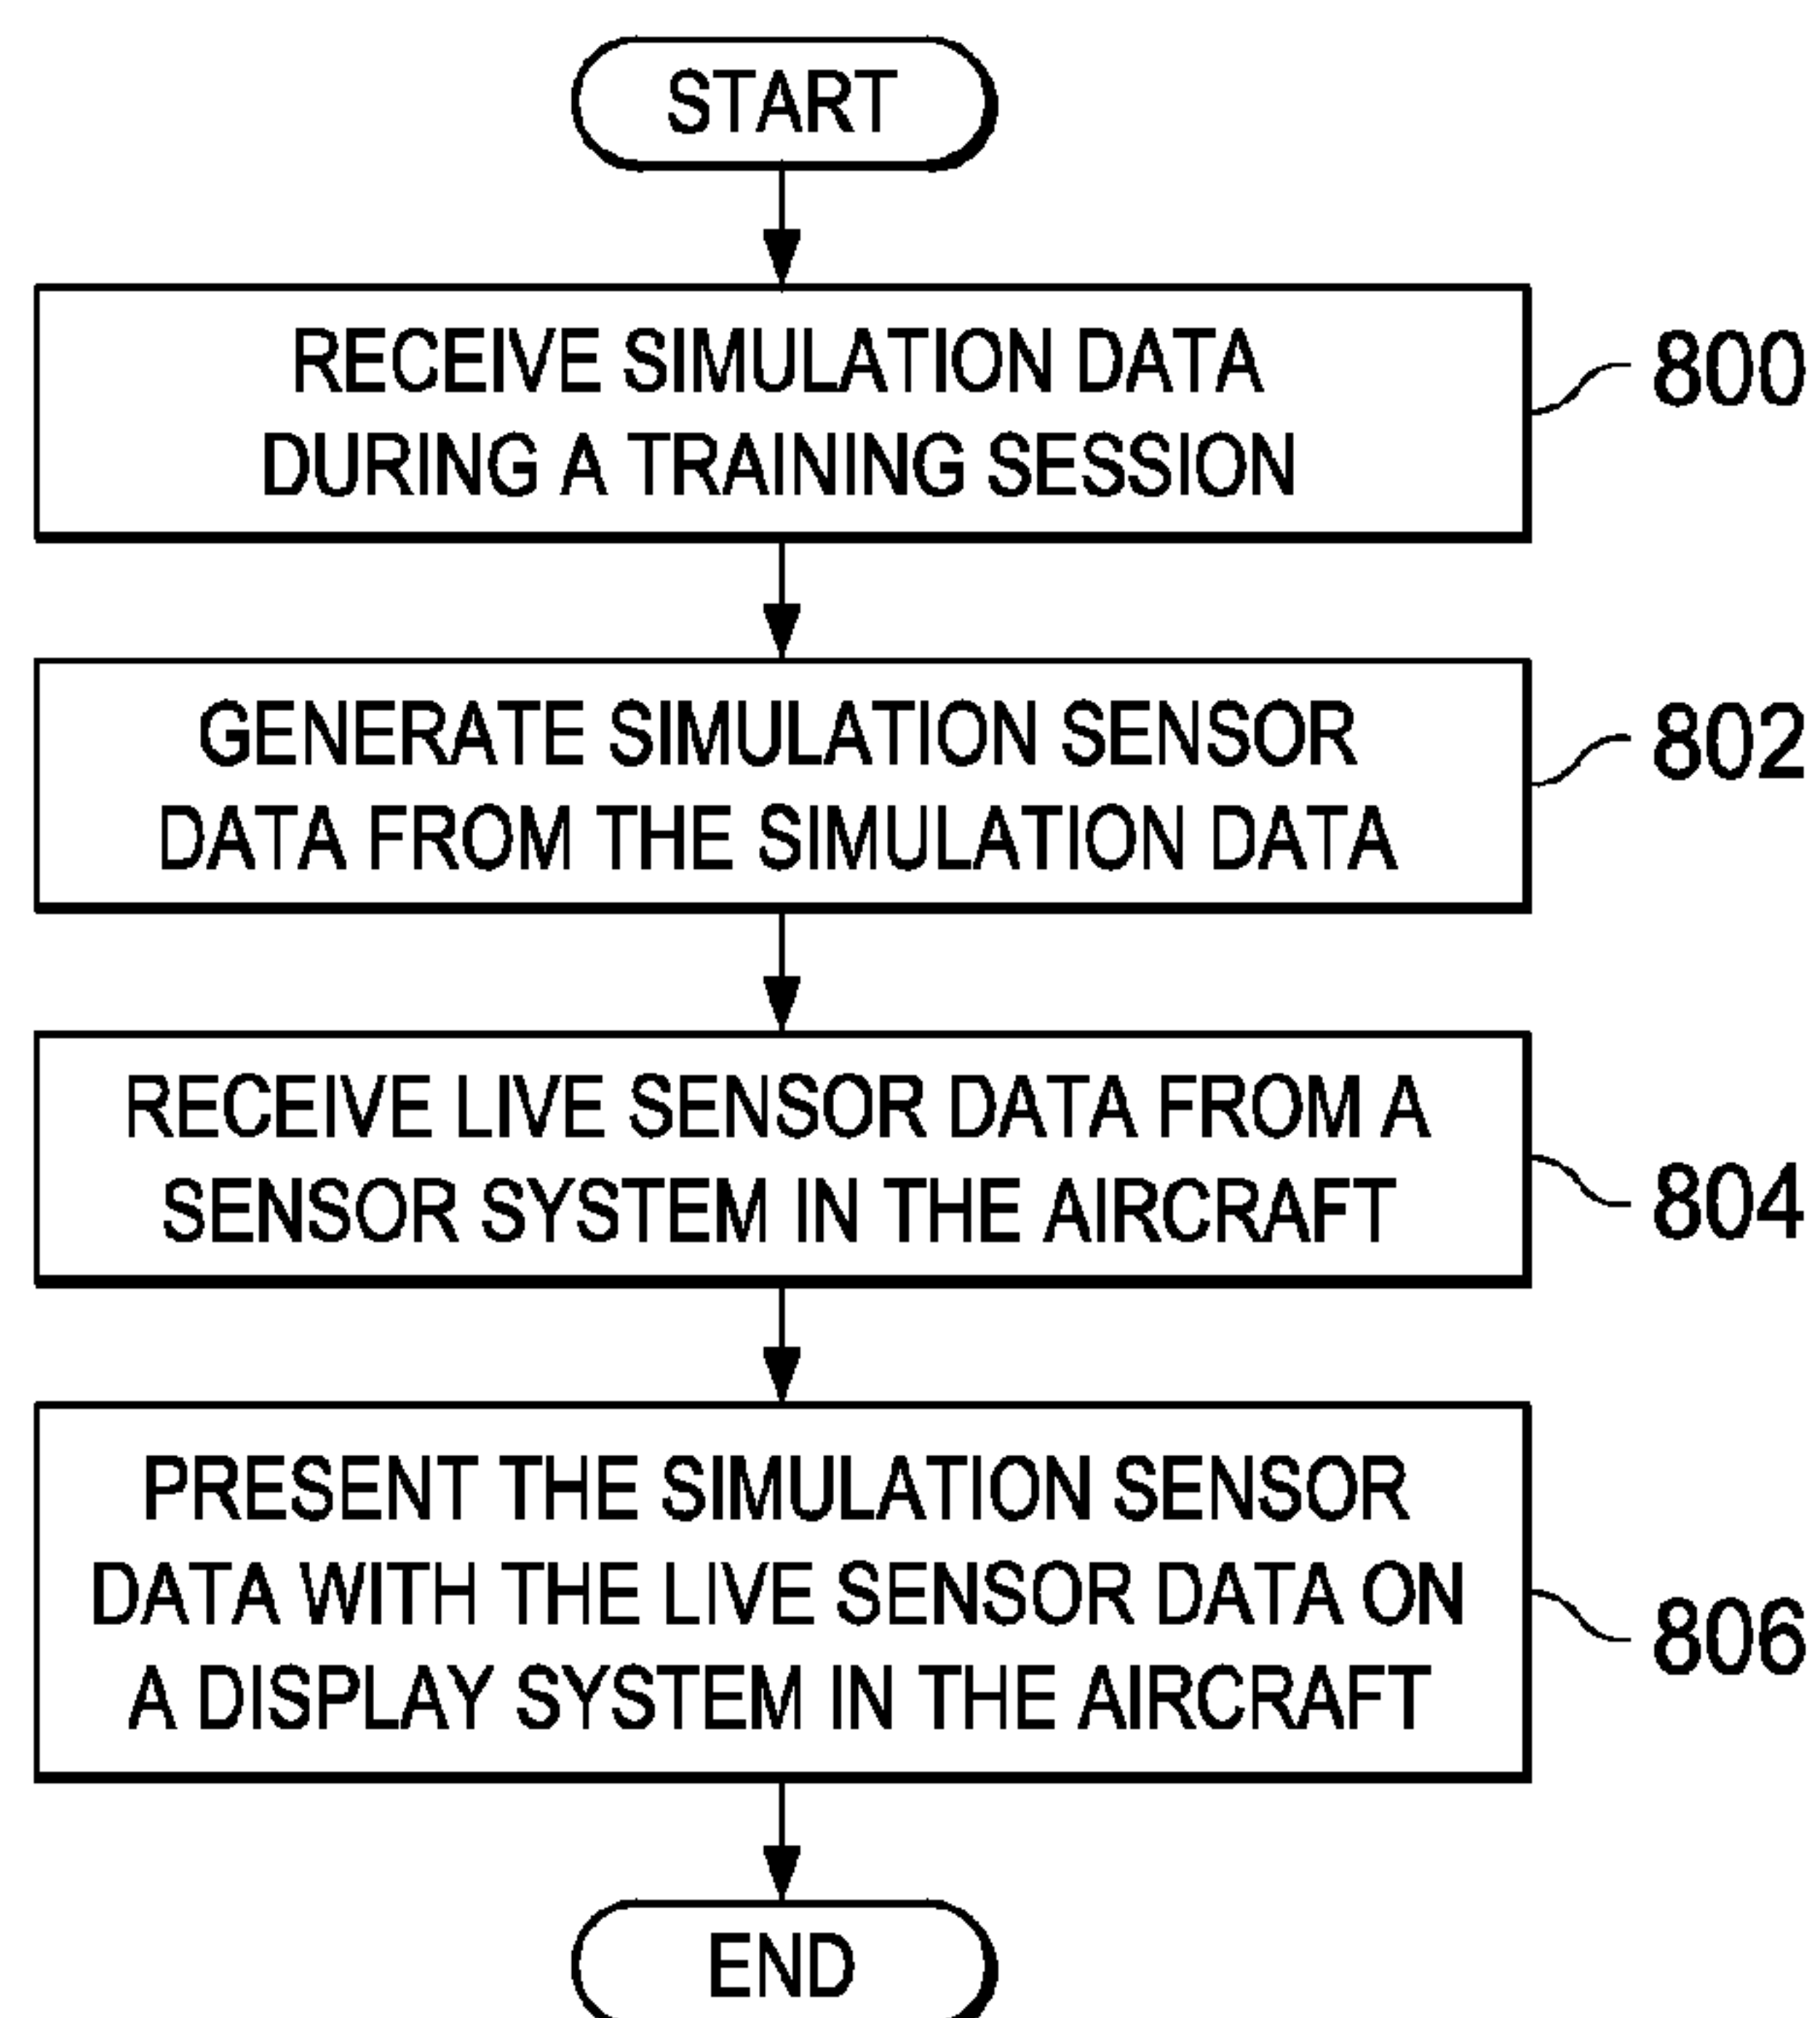 START
RECEIVE SIMULATION DATA
DURING A TRAINING SESSION
800
GENERATE SIMULATION SENSOR
DATA FROM THE SIMULATION DATA
802
RECEIVE LIVE SENSOR DATA FROM A
SENSOR SYSTEM IN THE AIRCRAFT
804
PRESENT THE SIMULATION SENSOR
DATA WITH THE LIVE SENSOR DATA ON
A DISPLAY SYSTEM IN THE AIRCRAFT
806
END